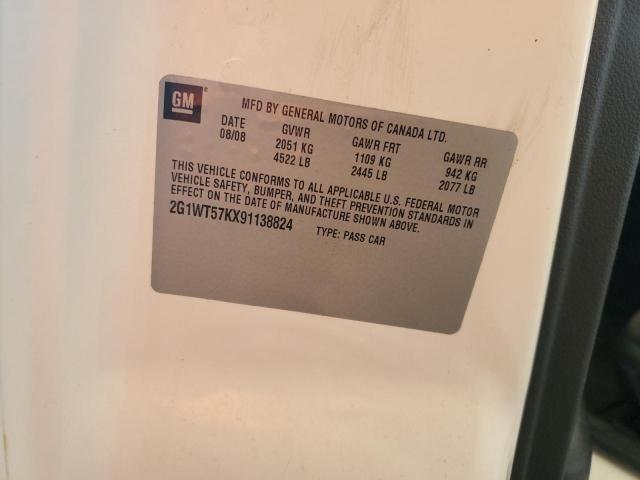 GM
MFD BY GENERAL MOTORS OF CANADA LTD.
DATE GVWR GAWR FRT GAWR RR
08/08 2051 KG 1109 KG 942 KG
4522 LB 2445 LB 2077 LB
THIS VEHICLE CONFORMS TO ALL APPLICABLE U.S. FEDERAL MOTOR
VEHICLE SAFETY, BUMPER, AND THEFT PREVENTION STANDARDS IN
EFFECT ON THE DATE OF MANUFACTURE SHOWN ABOVE.
2G1WT57KX91138824 TYPE: PASS CAR